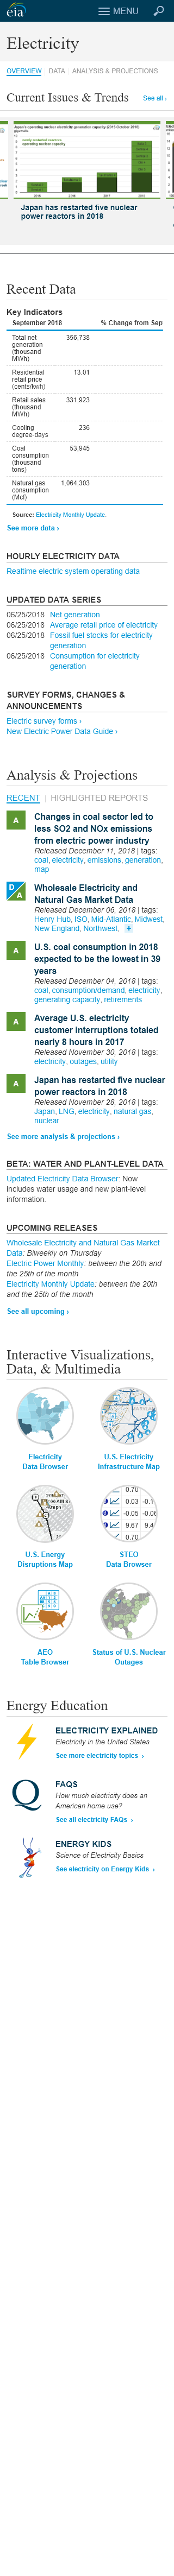 eia
MENU
Electricity
OVERVIEW DATA ANALYSIS & PROJECTIONS
Current Issues & Trends
See all ›
Japan has restarted five nuclear
power reactors in 2018
Recent Data
Key Indicators
September 2018 % Change from Sep
Total net
generation
(thousand
MWh) 356,738
Residential
retail price
(cents/kwh) 13.01
Retail sales
(thousand
MWh) 331,923
Cooling
degree-days 236
Coal
consumption
(thousand
tons) 53,945
Natural gas
consumption
(Mcf) 1,064,303
Source: Electricity Monthly Update.
See more data ›
HOURLY ELECTRICITY DATA
Realtime electric system operating data
UPDATED DATA SERIES
06/25/2018 Net generation
06/25/2018 Average retail price of electricity
06/25/2018 Fossil fuel stocks for electricity
generation
06/25/2018 Consumption for electricity
generation
SURVEY FORMS, CHANGES &
ANNOUNCEMENTS
Electric survey forms ›
New Electric Power Data Guide ›
Analysis & Projections
RECENT | HIGHLIGHTED REPORTS
A
Changes in coal sector led to
less SO2 and NOx emissions
from electric power industry
Released December 11, 2018 | tags:
coal, electricity, emissions, generation,
map
D A
Wholesale Electricity and
Natural Gas Market Data
Released December 06, 2018 | tags:
Henry Hub, ISO, Mid-Atlantic, Midwest,
New England, Northwest, +
A
U.S. coal consumption in 2018
expected to be the lowest in 39
years
Released December 04, 2018 | tags:
coal, consumption/demand, electricity,
generating capacity, retirements
A
Average U.S. electricity
customer interruptions totaled
nearly 8 hours in 2017
Released November 30, 2018 | tags:
electricity, outages, utility
A
Japan has restarted five nuclear
power reactors in 2018
Released November 28, 2018 | tags:
Japan, LNG, electricity, natural gas,
nuclear
See more analysis & projections ›
BETA: WATER AND PLANT-LEVEL DATA
Updated Electricity Data Browser: Now
includes water usage and new plant-level
information.
UPCOMING RELEASES
Wholesale Electricity and Natural Gas Market
Data: Biweekly on Thursday
Electric Power Monthly: between the 20th and
the 25th of the month
Electricity Monthly Update: between the 20th
and the 25th of the month
See all upcoming ›
Interactive Visualizations,
Data, & Multimedia
Electricity
Data Browser
U.S. Electricity
Infrastructure Map
U.S. Energy
Disruptions Map
0.70
0.03 -0.1
-0.05 -0.06
9.67 9.4
0.70
STEO
Data Browser
AEO
Table Browser
Status of U.S. Nuclear
Outages
Energy Education
ELECTRICITY EXPLAINED
Electricity in the United States
See more electricity topics ›
Q
FAQS
How much electricity does an
American home use?
See all electricity FAQs ›
ENERGY KIDS
Science of Electricity Basics
See electricity on Energy Kids ›